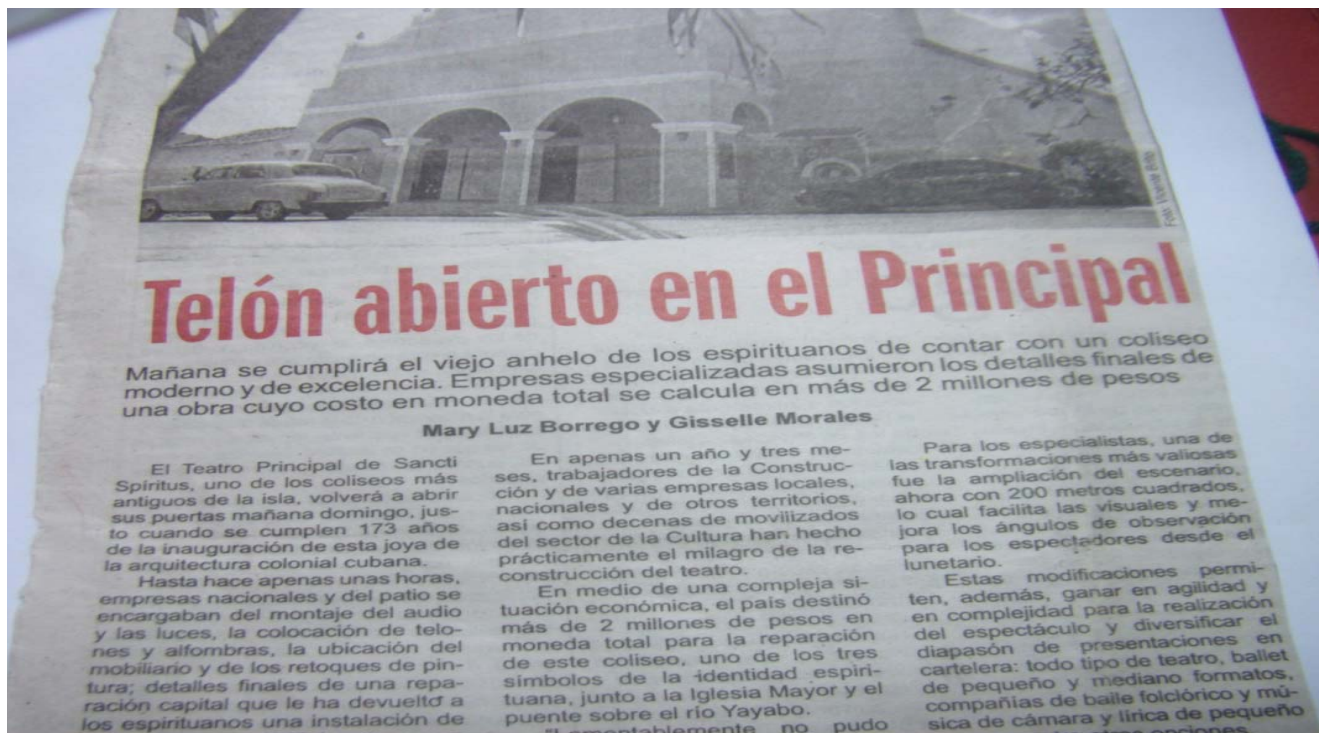 Telón abierto en el Principal
Mañana se cumplirá el viejo anhelo de los espirituanos de contar con un coliseo
moderno y de excelencia. Empresas especializadas asumieron los detalles finales de
una obra cuyo costo en moneda total se calcula en más de 2 millones de pesos
Mary Luz Borrego y Gisselle Morales
El Teatro Principal de Sancti
Spíritus, uno de los coliseos más
antiguos de la isla, volverá a abrir
sus puertas mañana domingo, jus-
to cuando se cumplen 173 años
de la inauguración de esta joya de
la arquitectura colonial cubana.
Hasta hace apenas unas horas,
empresas nacionales y del patio se
encargaban del montaje del audio
y las luces, la colocación de telo-
nes y alfombras, la ubicación del
mobiliario y de los retoques de pin-
tura; detalles finales de una repa-
ración capital que le ha devuelto a
los espirituanos una instalación de
En apenas un año y tres me-
ses, trabajadores de la Construc-
ción y de varias empresas locales,
nacionales y de otros territorios,
así como decenas de movilizados
del sector de la Cultura han hecho
prácticamente el milagro de la re-
construcción del teatro.
En medio de una compleja si-
tuación económica, el país destinó
más de 2 millones de pesos en
moneda total para la reparación
de este coliseo, uno de los tres
símbolos de la identidad espiri-
tuana, junto a la Iglesia Mayor y el
puente sobre el río Yayabo.
"Lamentablemente no pudo
Para los especialistas, una de
las transformaciones más valiosas
fue la ampliación del escenario,
ahora con 200 metros cuadrados,
lo cual facilita las visuales y me-
jora los ángulos de observación
para los espectadores desde el
lunetario.
Estas modificaciones permi-
ten, además, ganar en agilidad y
en complejidad para la realización
del espectáculo y diversificar el
diapasón de presentaciones en
cartelera: todo tipo de teatro, ballet
de pequeño y mediano formatos,
compañías de baile folclórico y mú-
sica de cámara y lírica de pequeño
otras opciones.